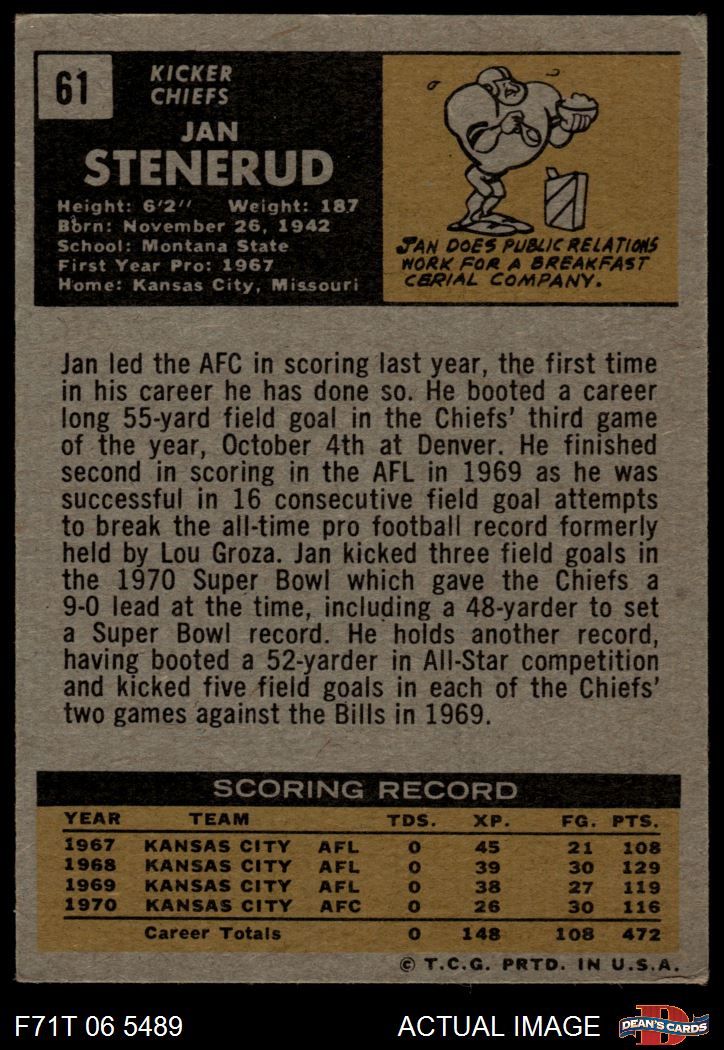 61
KICKER
CHIEFS
JAN
STENERUD
Height: 6'2" Weight: 187
Born: November 26, 1942
School: Montana State
First Year Pro: 1967
Home: Kansas City, Missouri
JAN DOES PUBLIC RELATIONS
WORK FOR A BREAKFAST
CERIAL COMPANY.
Jan led the AFC in scoring last year, the first time
in his career he has done so. He booted a career
long 55-yard field goal in the Chiefs' third game
of the year, October 4th at Denver. He finished
second in scoring in the AFL in 1969 as he was
successful in 16 consecutive field goal attempts
to break the all-time pro football record formerly
held by Lou Groza. Jan kicked three field goals in
the 1970 Super Bowl which gave the Chiefs a
9-0 lead at the time, including a 48-yarder to set
a Super Bowl record. He holds another record,
having booted a 52-yarder in All-Star competition
and kicked five field goals in each of the Chiefs'
two games against the Bills in 1969.
SCORING RECORD
YEAR TEAM TDS. XP. FG. PTS.
1967 KANSAS CITY AFL 0 45 21 108
1968 KANSAS CITY AFL 0 39 30 129
1969 KANSAS CITY AFL 0 38 27 119
1970 KANSAS CITY AFC 0 26 30 116
Career Totals 0 148 108 472
© T.C.G. PRTD. IN U.S.A.
F71T 06 5489 ACTUAL IMAGE D DEAN'S CARDS